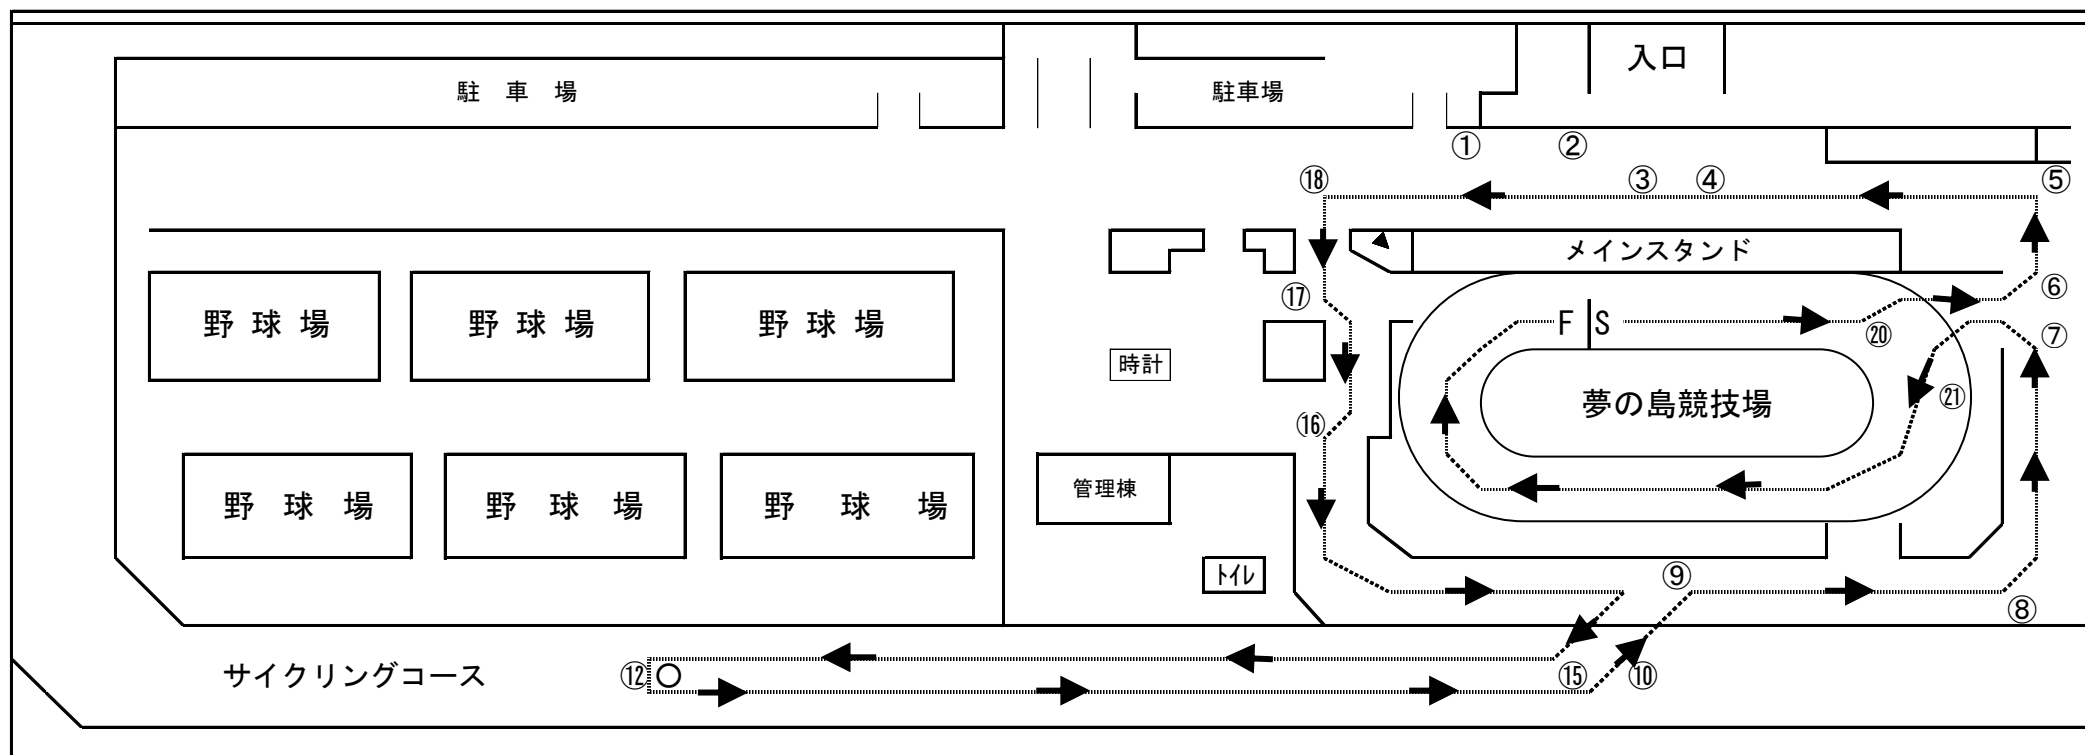 入口
駐　車　場
駐車場
①
②
⑱
③
④
⑤
メインスタンド
⑰
⑥
野 球 場
野 球 場
野 球 場
F S
⑳
⑦
時計
夢の島競技場
㉑
⑯
管理棟
野　球　場
野　球　場
野　球　場
トイレ
⑨
⑧
サイクリングコース
⑫
⑮
⑩